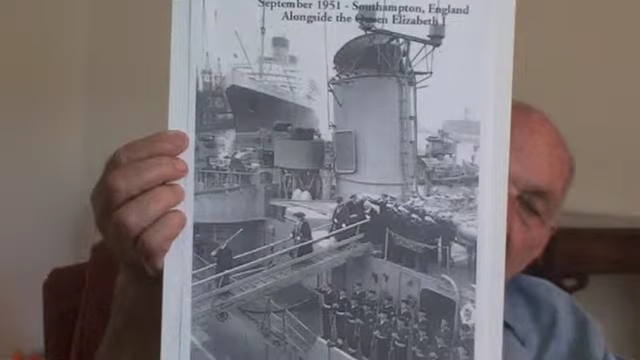 September 1951 - Southampton, England
Alongside the Queen Elizabeth I